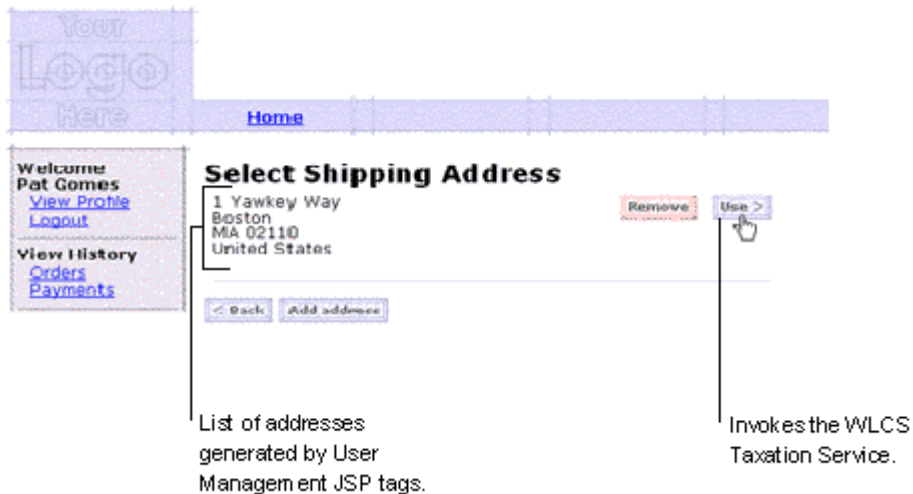 Your
Logo
Here
Home
Welcome
Pat Gomes
View Profile
Logout
View History
Orders
Payments
Select Shipping Address
1 Yawkey Way
Boston
MA 02110
United States
Remove
Use >
< Back
Add address
List of addresses
generated by User
Management JSP tags.
Invokes the WLCS
Taxation Service.